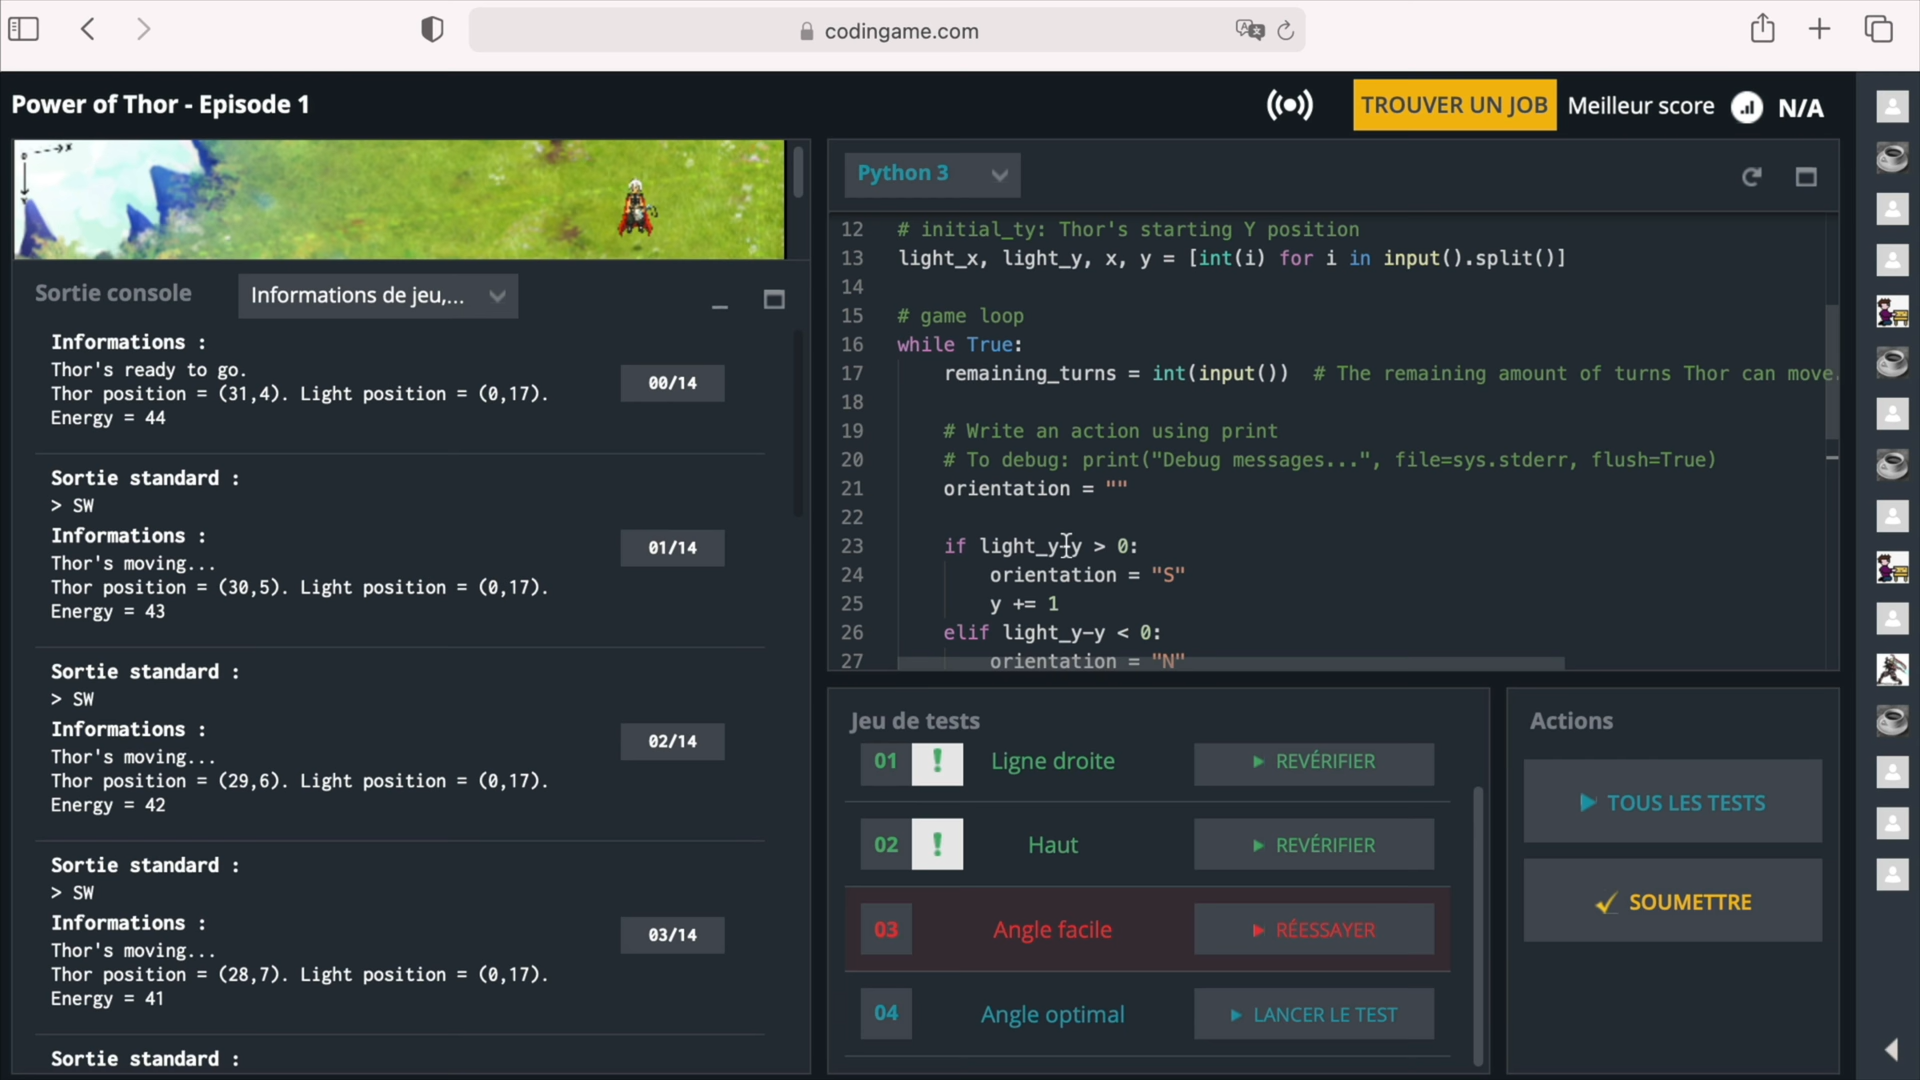 codingame.com
Power of Thor - Episode 1
TROUVER UN JOB
Meilleur score
N/A
Sortie console
Informations de jeu,...
Informations :
Thor's ready to go.
Thor position = (31,4). Light position = (0,17).
Energy = 44
00/14
Sortie standard :
> SW
Informations :
Thor's moving...
Thor position = (30,5). Light position = (0,17).
Energy = 43
01/14
Sortie standard :
> SW
Informations :
Thor's moving...
Thor position = (29,6). Light position = (0,17).
Energy = 42
02/14
Sortie standard :
> SW
Informations :
Thor's moving...
Thor position = (28,7). Light position = (0,17).
Energy = 41
03/14
Sortie standard :
Python 3
12 # initial_ty: Thor's starting Y position
13 light_x, light_y, x, y = [int(i) for i in input().split()]
14
15 # game loop
16 while True:
17 remaining_turns = int(input())  # The remaining amount of turns Thor can move.
18
19 # Write an action using print
20 # To debug: print("Debug messages...", file=sys.stderr, flush=True)
21 orientation = ""
22
23 if light_y-y > 0:
24 orientation = "S"
25 y += 1
26 elif light_y-y < 0:
27 orientation = "N"
Jeu de tests
01 ! Ligne droite REVÉRIFIER
02 ! Haut REVÉRIFIER
03 Angle facile RÉESSAYER
04 Angle optimal LANCER LE TEST
Actions
TOUS LES TESTS
SOUMETTRE